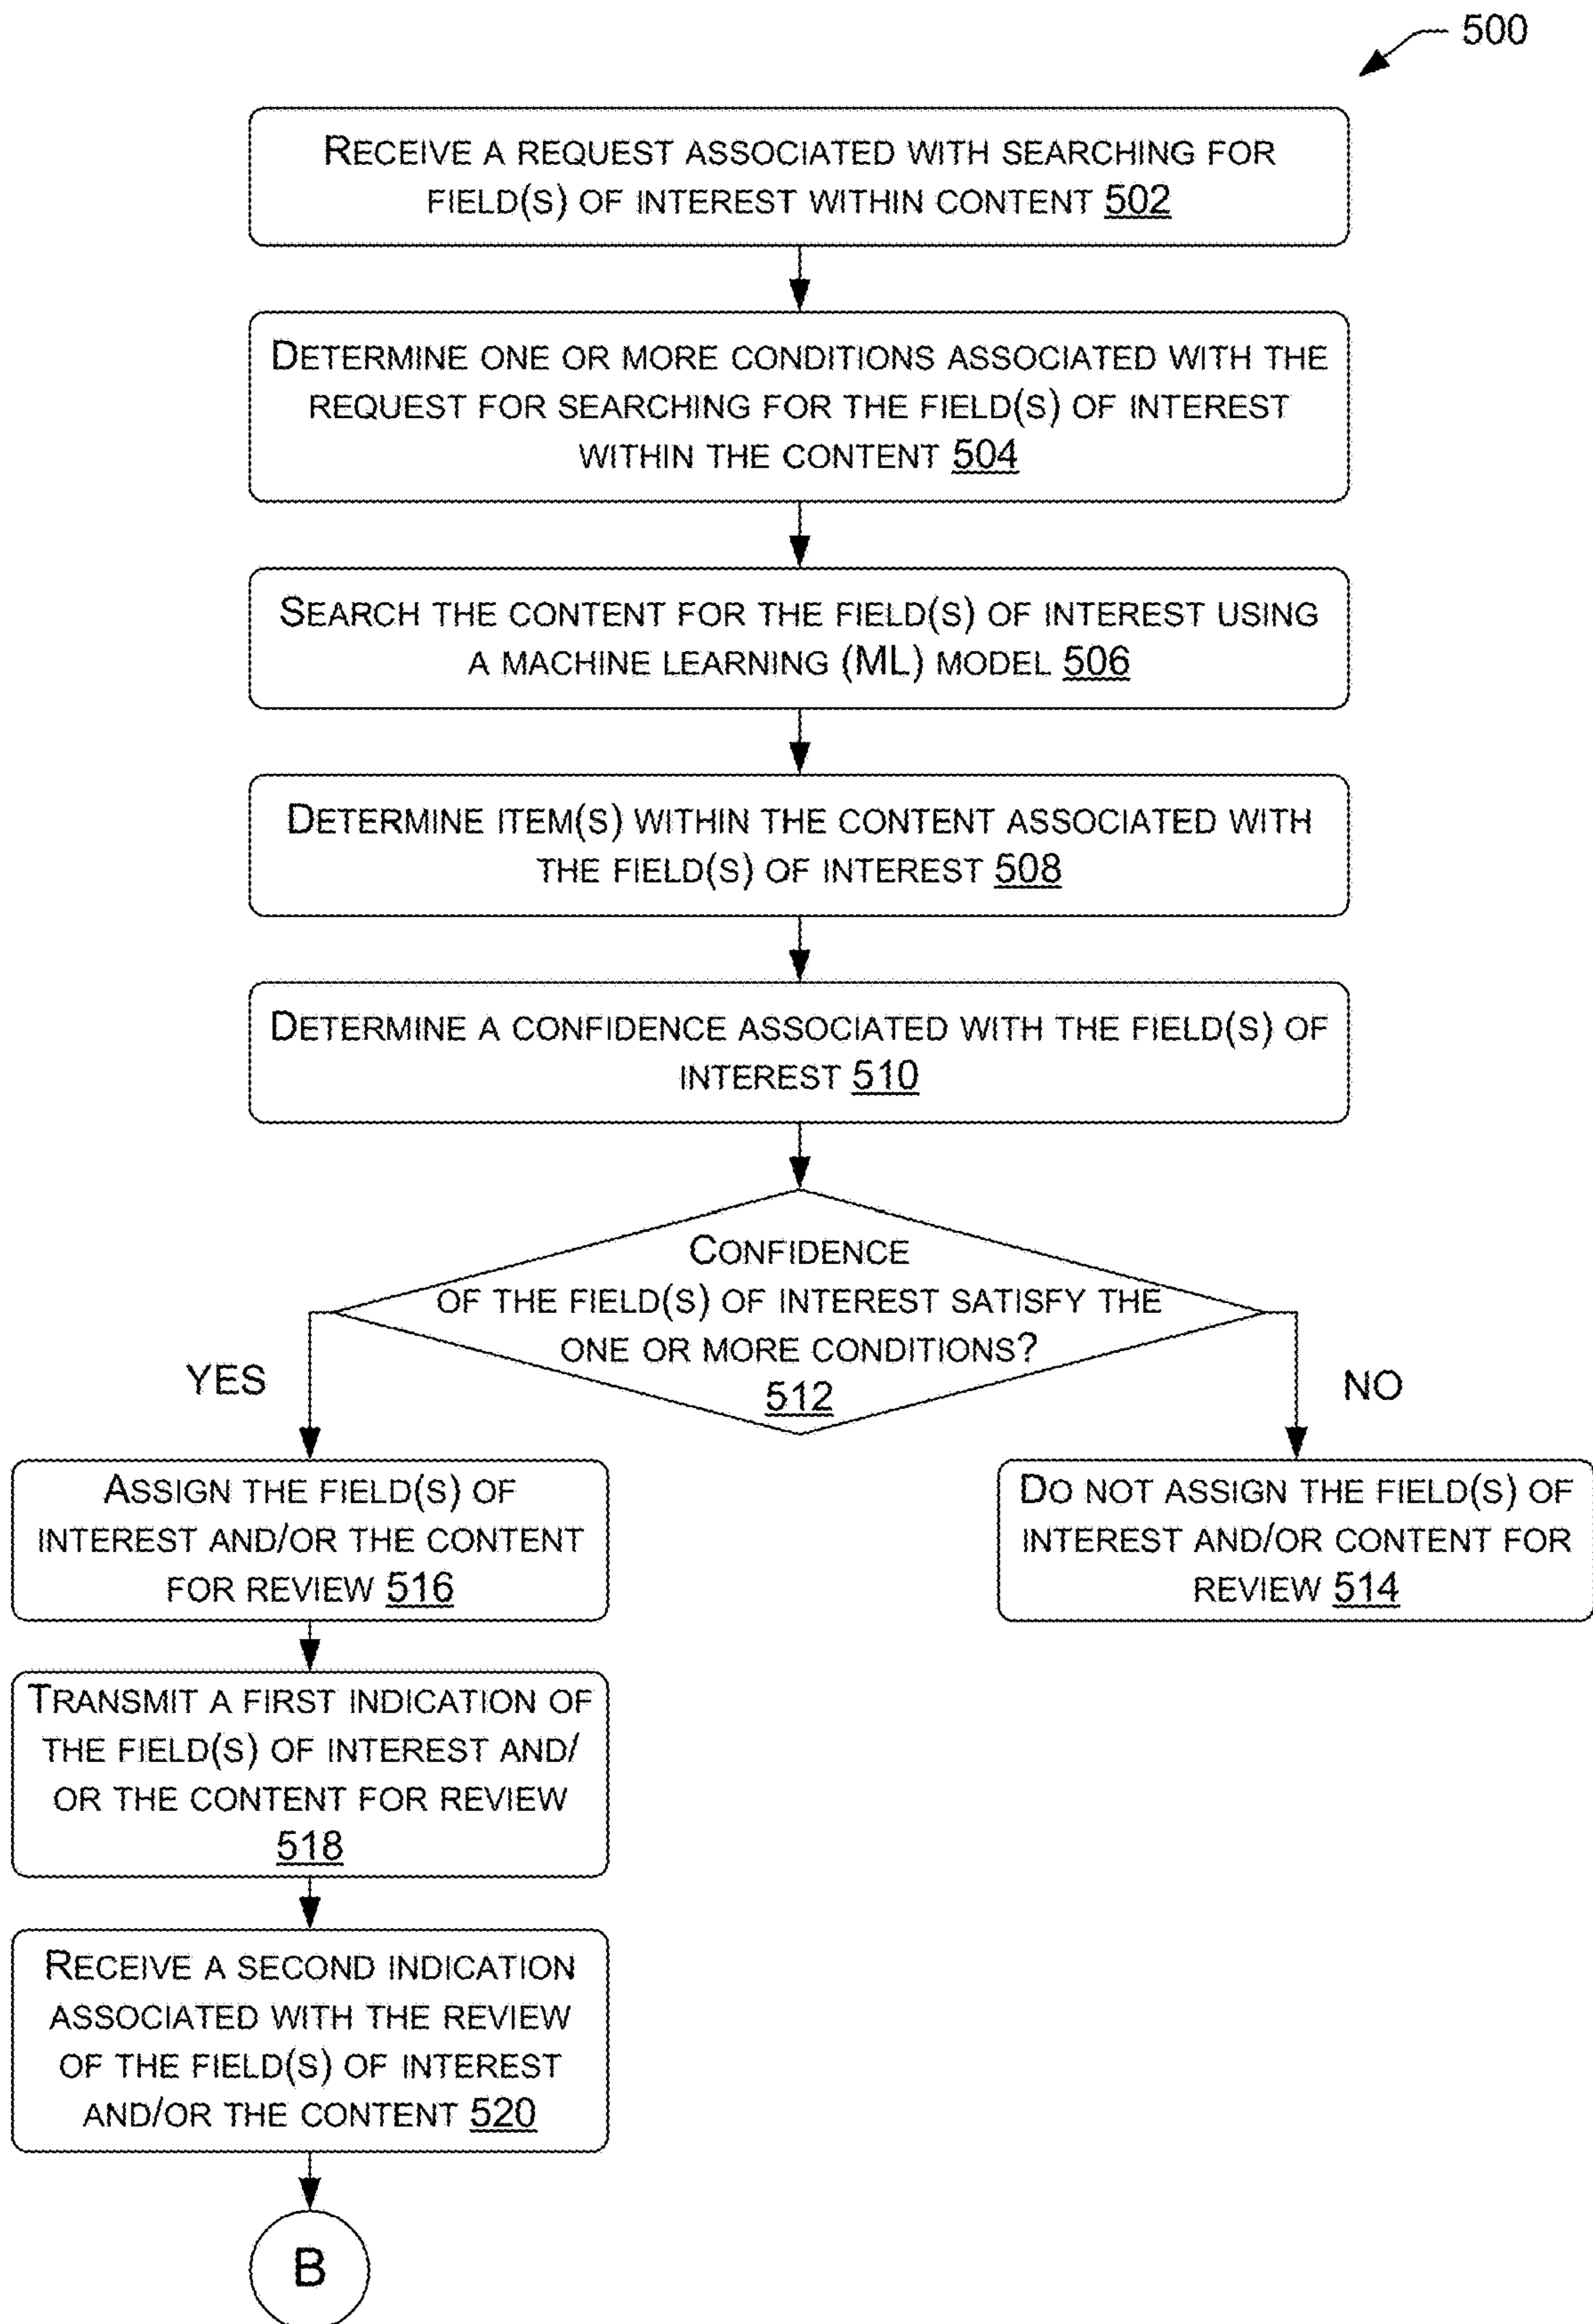 500
RECEIVE A REQUEST ASSOCIATED WITH SEARCHING FOR
FIELD(S) OF INTEREST WITHIN CONTENT 502
DETERMINE ONE OR MORE CONDITIONS ASSOCIATED WITH THE
REQUEST FOR SEARCHING FOR THE FIELD(S) OF INTEREST
WITHIN THE CONTENT 504
SEARCH THE CONTENT FOR THE FIELD(S) OF INTEREST USING
A MACHINE LEARNING (ML) MODEL 506
DETERMINE ITEM(S) WITHIN THE CONTENT ASSOCIATED WITH
THE FIELD(S) OF INTEREST 508
DETERMINE A CONFIDENCE ASSOCIATED WITH THE FIELD(S) OF
INTEREST 510
CONFIDENCE
OF THE FIELD(S) OF INTEREST SATISFY THE
ONE OR MORE CONDITIONS?
512
YES
NO
ASSIGN THE FIELD(S) OF
INTEREST AND/OR THE CONTENT
FOR REVIEW 516
DO NOT ASSIGN THE FIELD(S) OF
INTEREST AND/OR CONTENT FOR
REVIEW 514
TRANSMIT A FIRST INDICATION OF
THE FIELD(S) OF INTEREST AND/
OR THE CONTENT FOR REVIEW
518
RECEIVE A SECOND INDICATION
ASSOCIATED WITH THE REVIEW
OF THE FIELD(S) OF INTEREST
AND/OR THE CONTENT 520
B